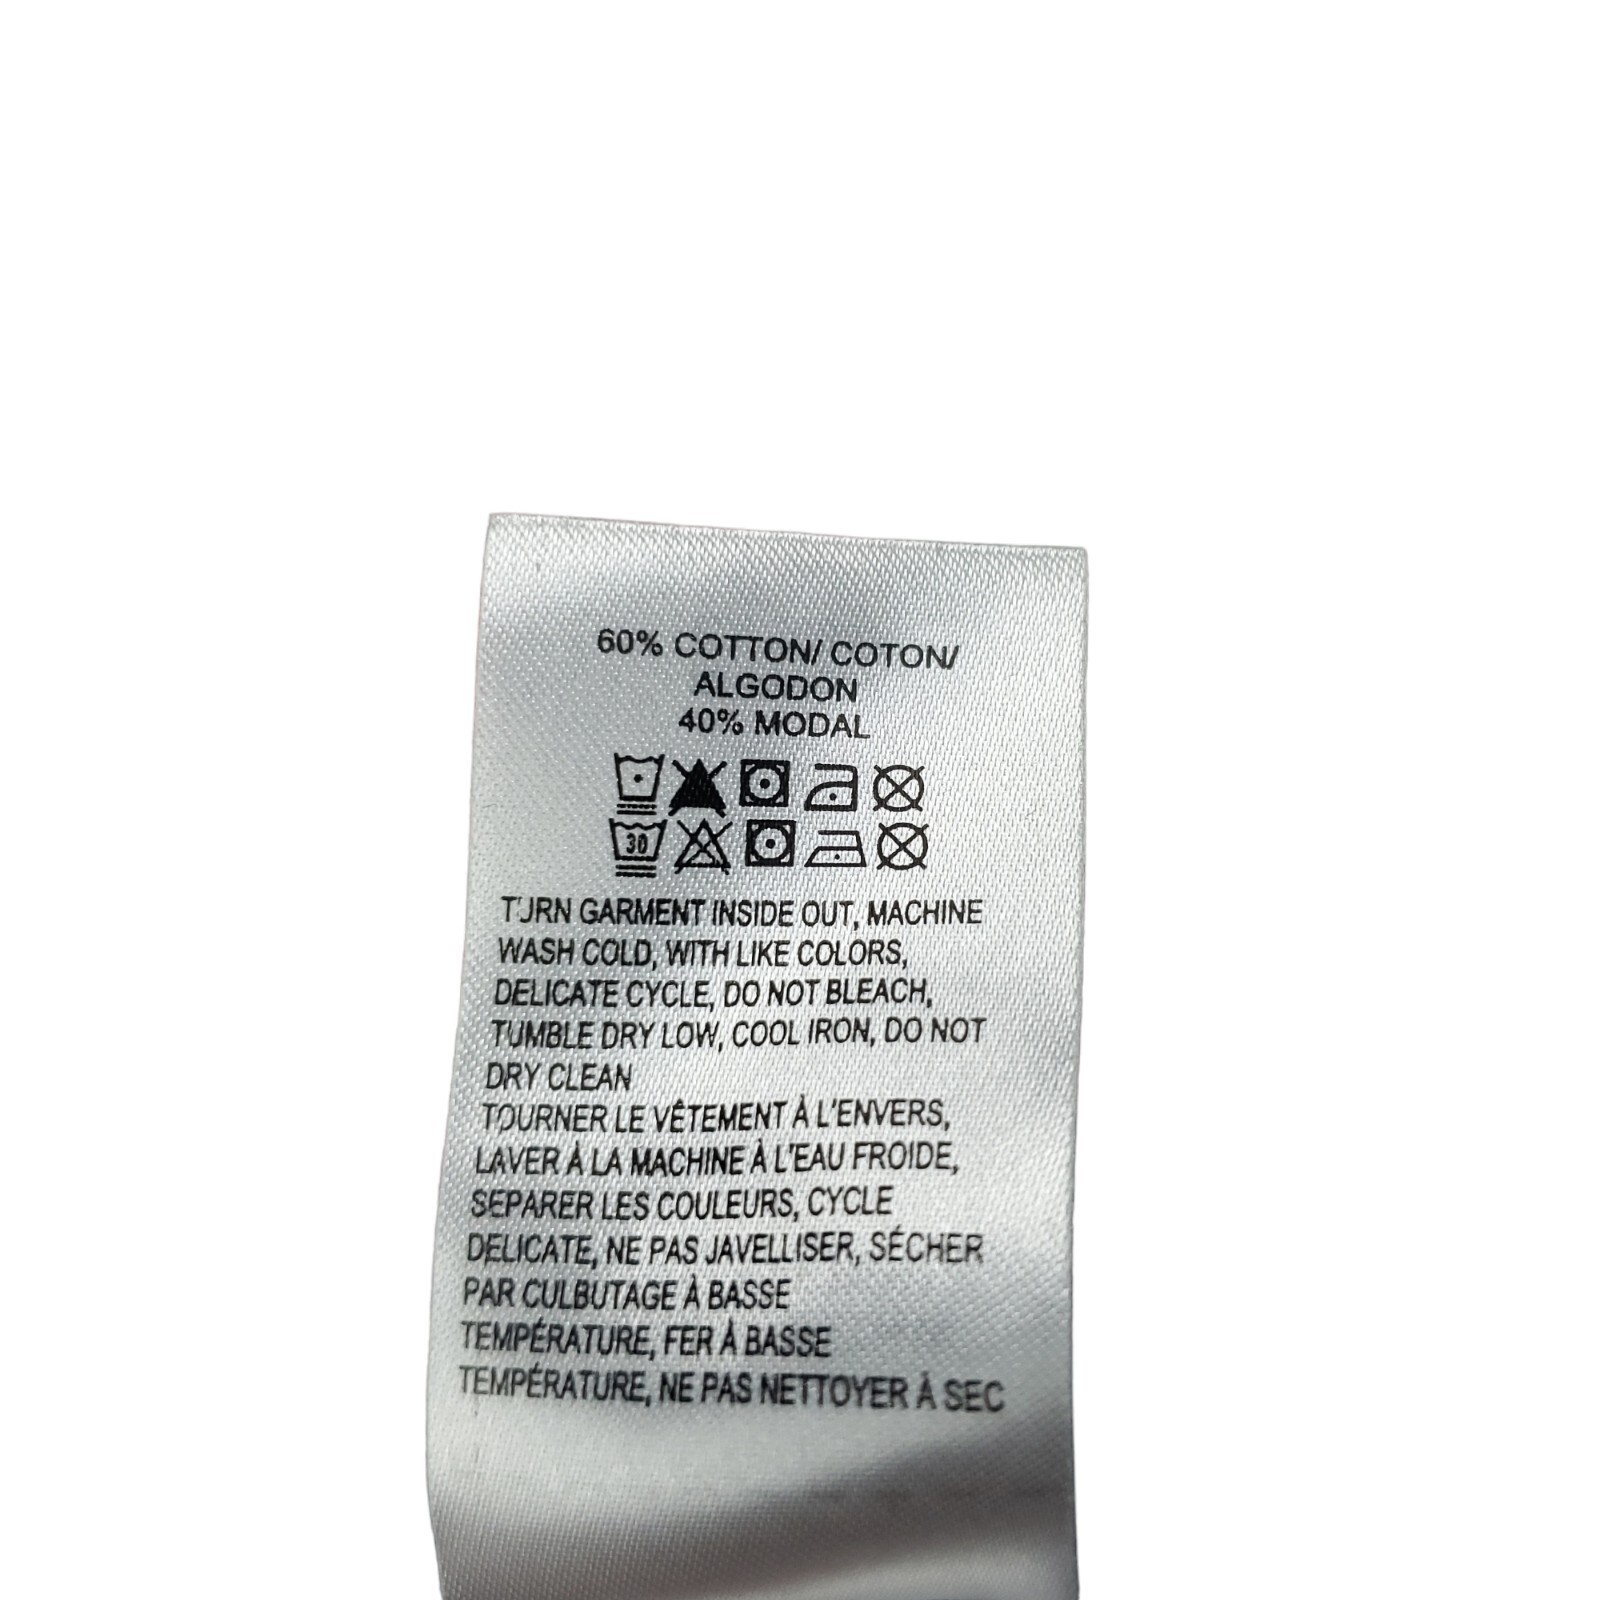 60% COTTON/ COTON/
ALGODON
40% MODAL
30
TURN GARMENT INSIDE OUT, MACHINE
WASH COLD, WITH LIKE COLORS,
DELICATE CYCLE, DO NOT BLEACH,
TUMBLE DRY LOW, COOL IRON, DO NOT
DRY CLEAN
TOURNER LE VÊTEMENT À L'ENVERS,
LAVER À LA MACHINE À L'EAU FROIDE,
SEPARER LES COULEURS, CYCLE
DELICATE, NE PAS JAVELLISER, SÉCHER
PAR CULBUTAGE À BASSE
TEMPÉRATURE, FER À BASSE
TEMPÉRATURE, NE PAS NETTOYER À SEC